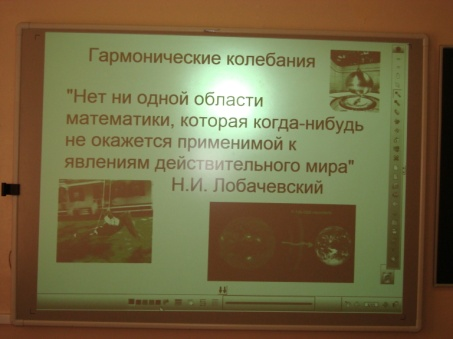 Гармонические колебания
"Нет ни одной области
математики, которая когда-нибудь
не окажется применимой к
явлениям действительного мира"
Н.И. Лобачевский